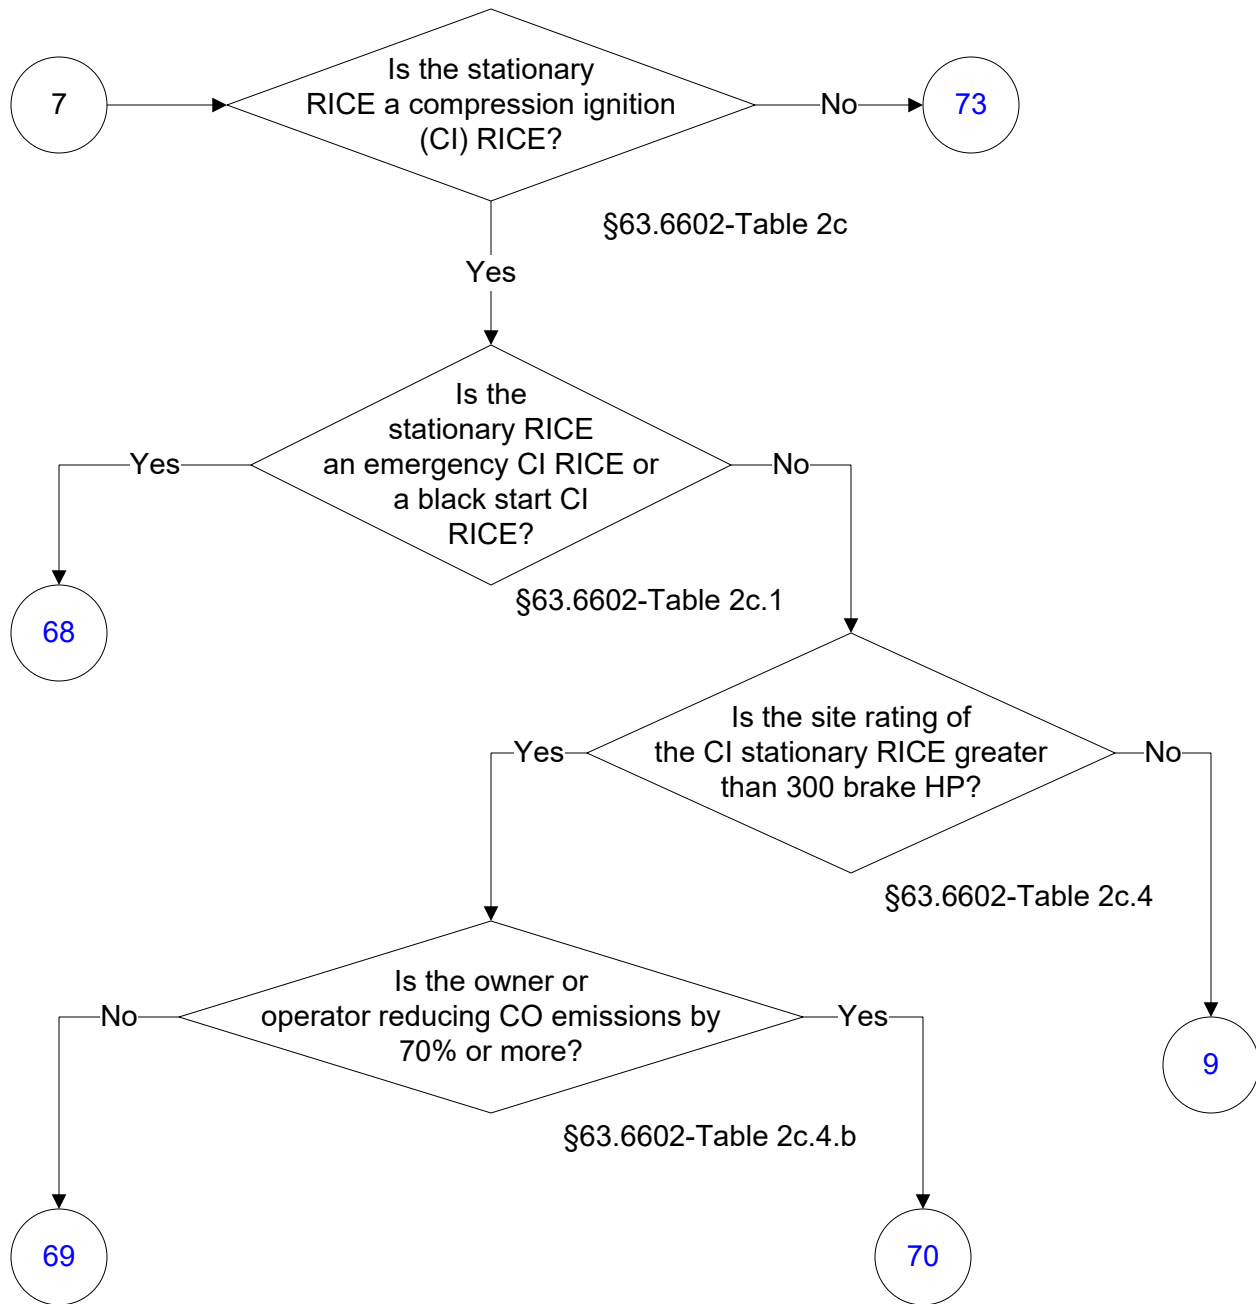 7
Is the stationary
RICE a compression ignition
(CI) RICE?
No
73
§63.6602-Table 2c
Yes
Is the
stationary RICE
an emergency CI RICE or
a black start CI
RICE?
Yes
No
68
§63.6602-Table 2c.1
Is the site rating of
the CI stationary RICE greater
than 300 brake HP?
Yes
No
§63.6602-Table 2c.4
9
Is the owner or
operator reducing CO emissions by
70% or more?
No
Yes
§63.6602-Table 2c.4.b
69
70